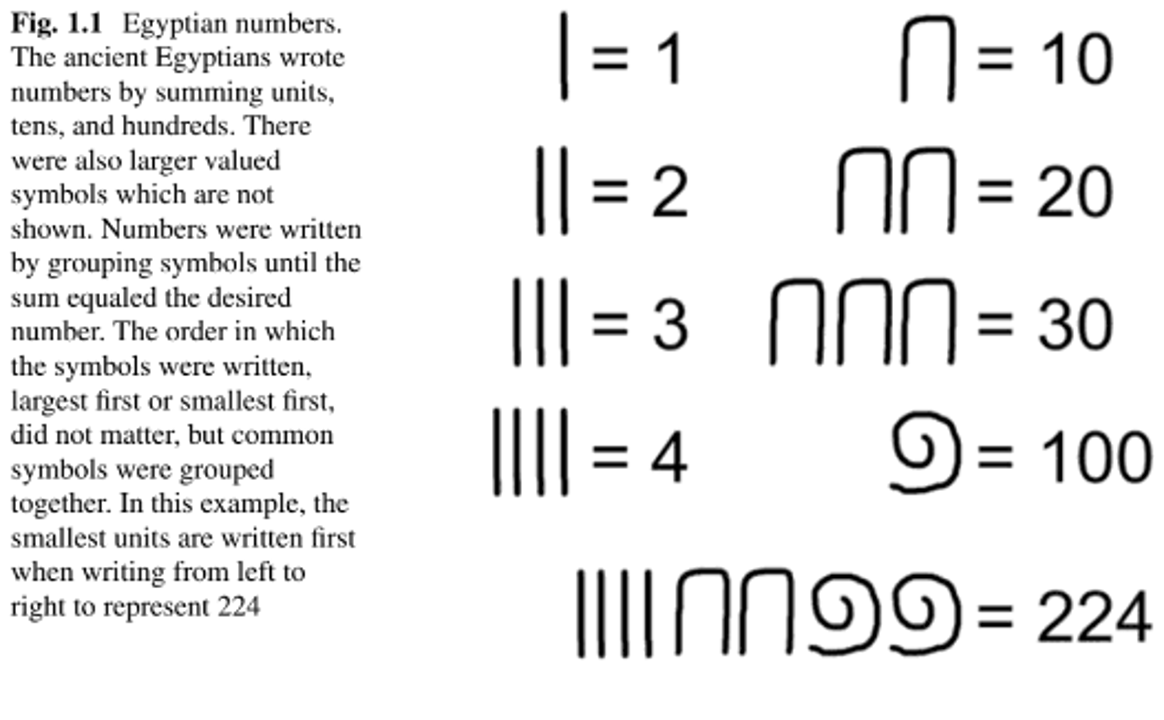 Fig. 1.1 Egyptian numbers.
The ancient Egyptians wrote
numbers by summing units,
tens, and hundreds. There
were also larger valued
symbols which are not
shown. Numbers were written
by grouping symbols until the
sum equaled the desired
number. The order in which
the symbols were written,
largest first or smallest first,
did not matter, but common
symbols were grouped
together. In this example, the
smallest units are written first
when writing from left to
right to represent 224
| = 1
|| = 2
||| = 3
|||| = 4
∩ = 10
∩∩ = 20
∩∩∩ = 30
𓍢 = 100
||||∩∩𓍢𓍢 = 224